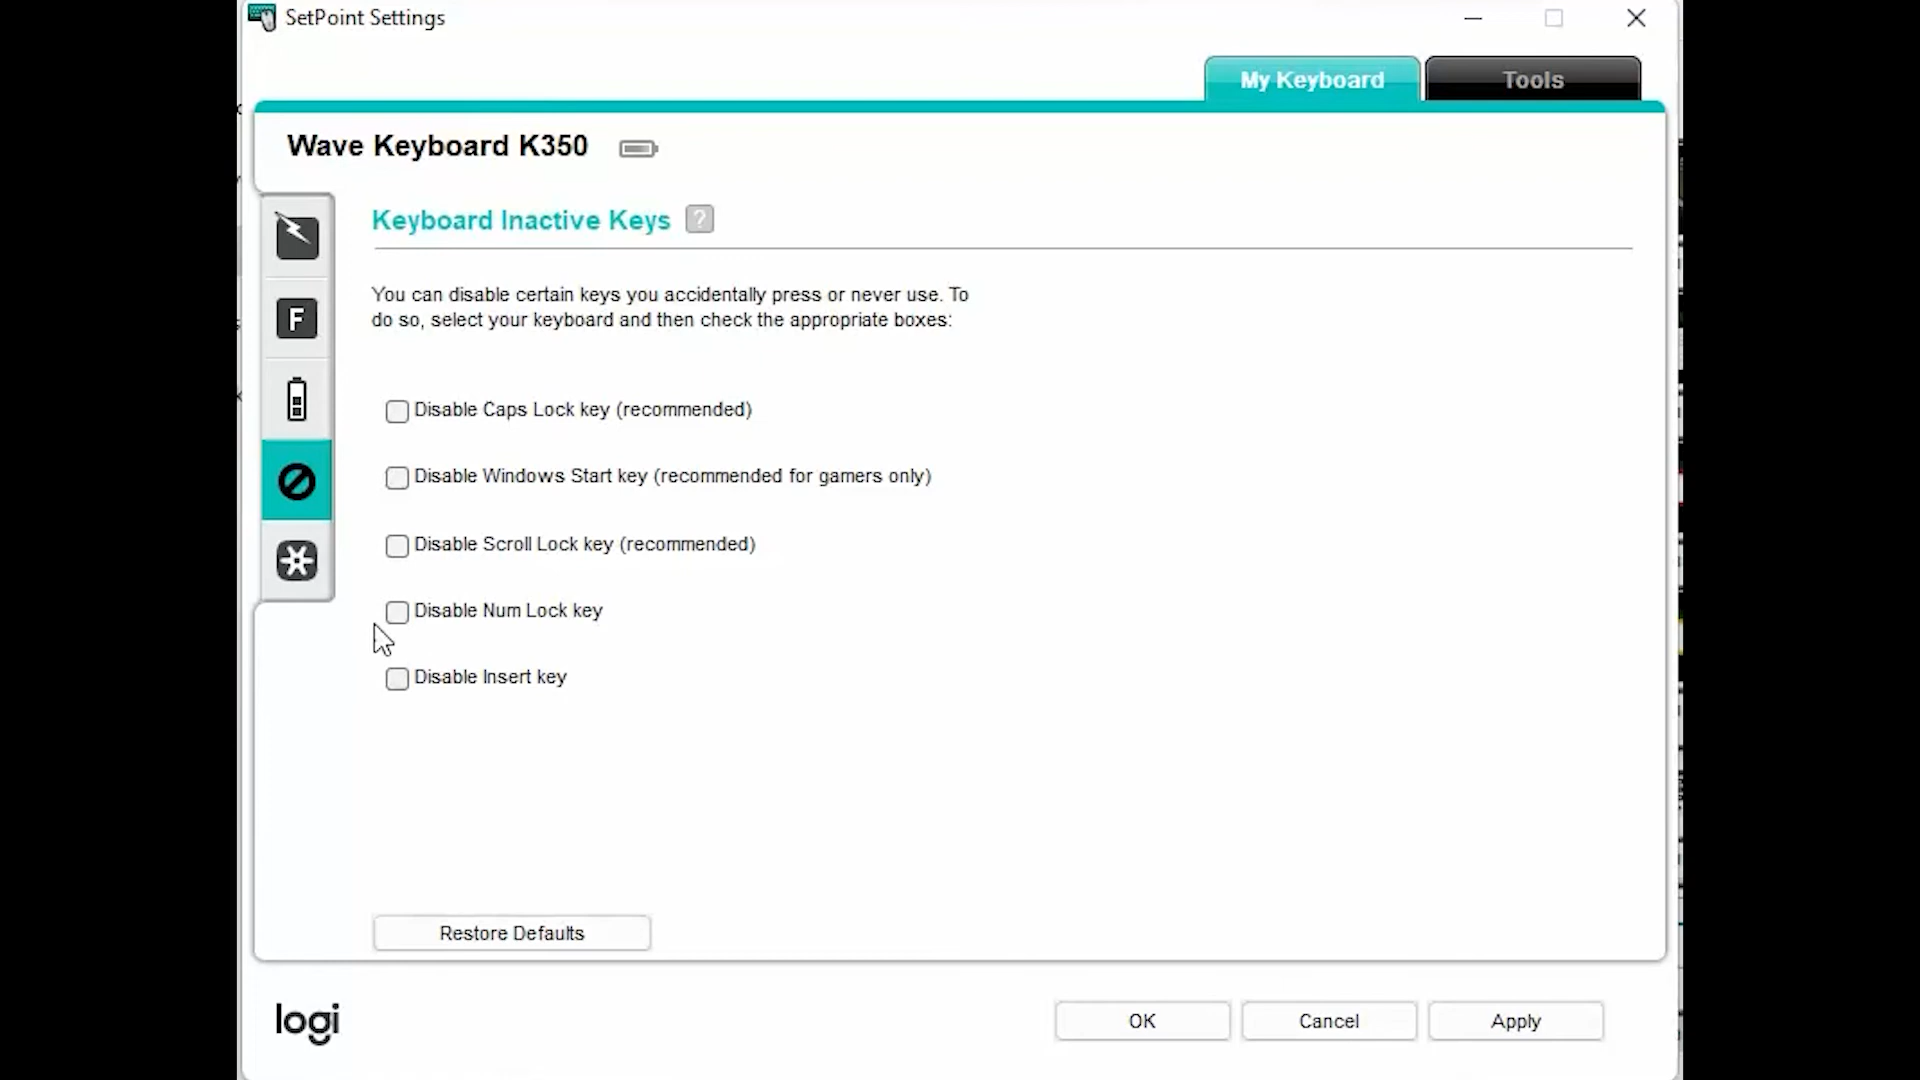 SetPoint Settings
My Keyboard
Tools
Wave Keyboard K350
Keyboard Inactive Keys ?
You can disable certain keys you accidentally press or never use. To
do so, select your keyboard and then check the appropriate boxes:
F
Disable Caps Lock key (recommended)
Disable Windows Start key (recommended for gamers only)
Disable Scroll Lock key (recommended)
Disable Num Lock key
Disable Insert key
Restore Defaults
logi
OK
Cancel
Apply